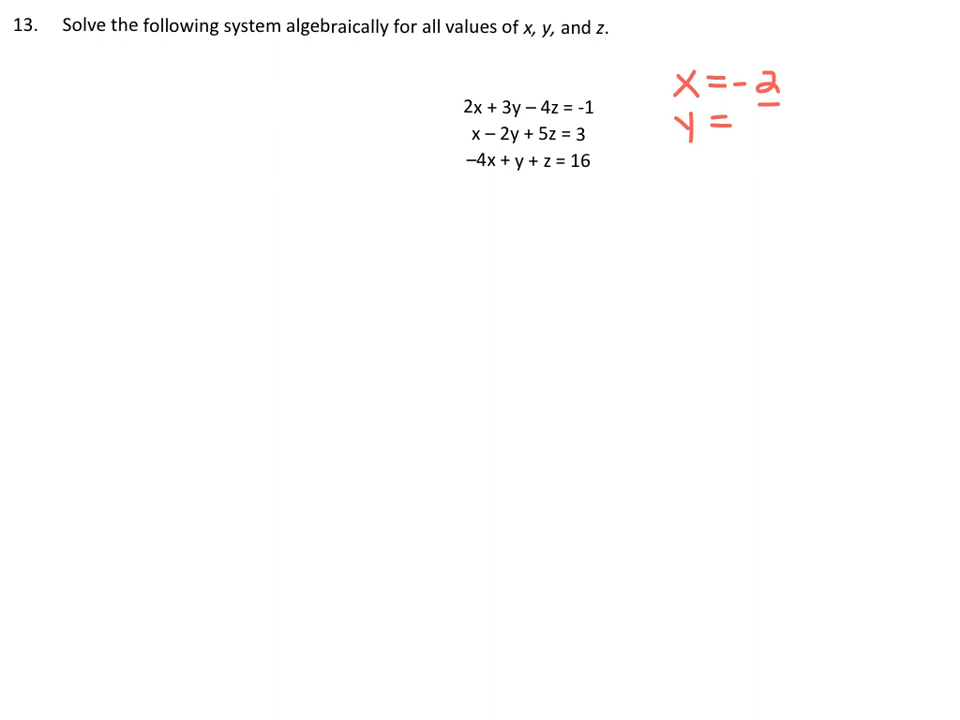 13. Solve the following system algebraically for all values of x, y, and z.
2x + 3y – 4z = -1
x – 2y + 5z = 3
–4x + y + z = 16
x = - 2
y =